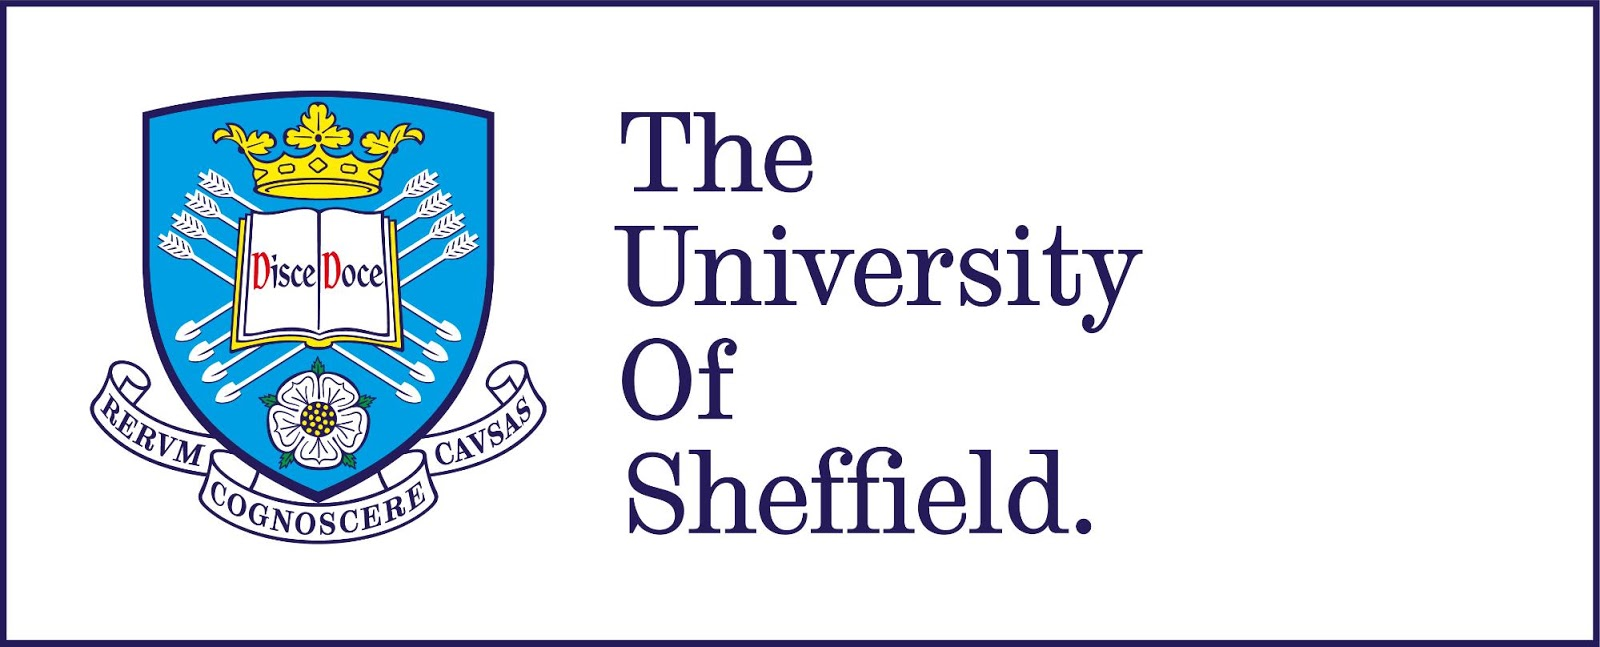 Disce Doce
RERVM COGNOSCERE CAVSAS
The
University
Of
Sheffield.